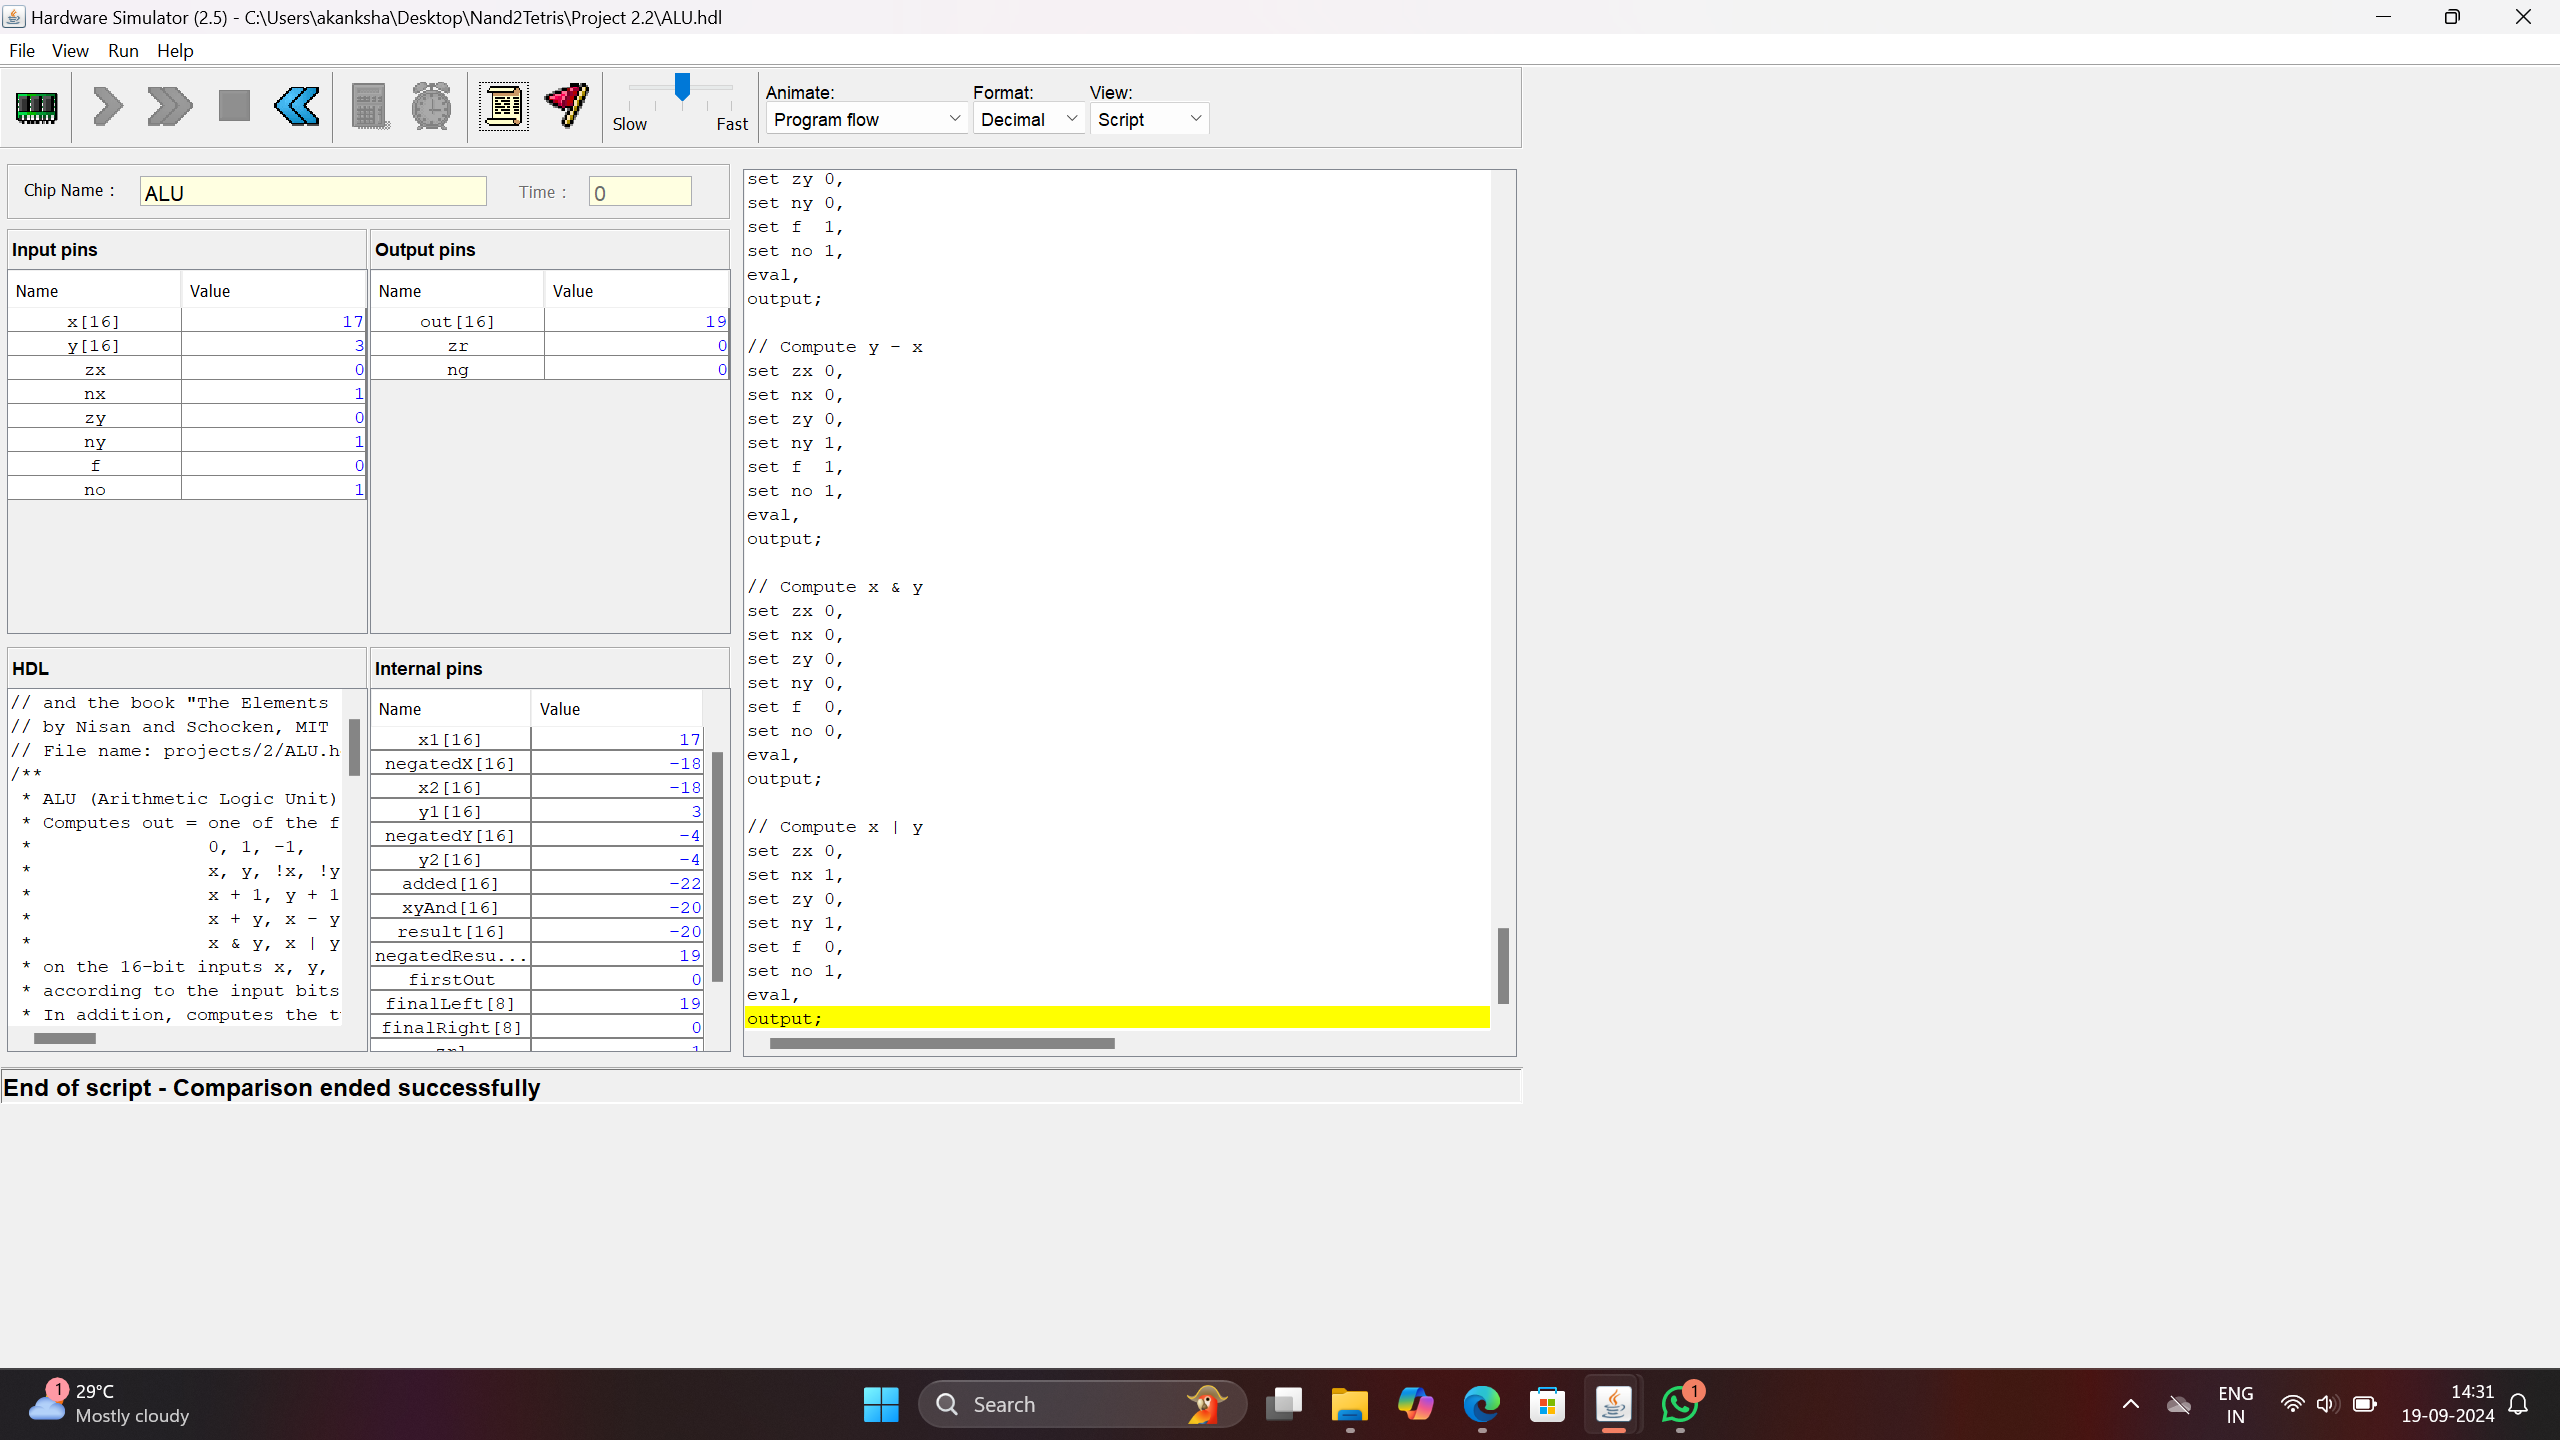 Hardware Simulator (2.5) - C:\Users\akanksha\Desktop\Nand2Tetris\Project 2.2\ALU.hdl
File View Run Help
Slow Fast
Animate: Format: View:
Program flow Decimal Script
Chip Name : ALU Time : 0
Input pins
Name Value
x[16] 17
y[16] 3
zx 0
nx 1
zy 0
ny 1
f 0
no 1
Output pins
Name Value
out[16] 19
zr 0
ng 0
HDL
// and the book "The Elements
// by Nisan and Schocken, MIT
// File name: projects/2/ALU.h
/**
* ALU (Arithmetic Logic Unit)
* Computes out = one of the f
* 0, 1, -1,
* x, y, !x, !y
* x + 1, y + 1
* x + y, x - y
* x & y, x | y
* on the 16-bit inputs x, y,
* according to the input bits
* In addition, computes the t
Internal pins
Name Value
x1[16] 17
negatedX[16] -18
x2[16] -18
y1[16] 3
negatedY[16] -4
y2[16] -4
added[16] -22
xyAnd[16] -20
result[16] -20
negatedResu... 19
firstOut 0
finalLeft[8] 19
finalRight[8] 0
set zy 0,
set ny 0,
set f 1,
set no 1,
eval,
output;
// Compute y - x
set zx 0,
set nx 0,
set zy 0,
set ny 1,
set f 1,
set no 1,
eval,
output;
// Compute x & y
set zx 0,
set nx 0,
set zy 0,
set ny 0,
set f 0,
set no 0,
eval,
output;
// Compute x | y
set zx 0,
set nx 1,
set zy 0,
set ny 1,
set f 0,
set no 1,
eval,
output;
End of script - Comparison ended successfully
1
29°C
Mostly cloudy
Search
1
ENG
IN
14:31
19-09-2024